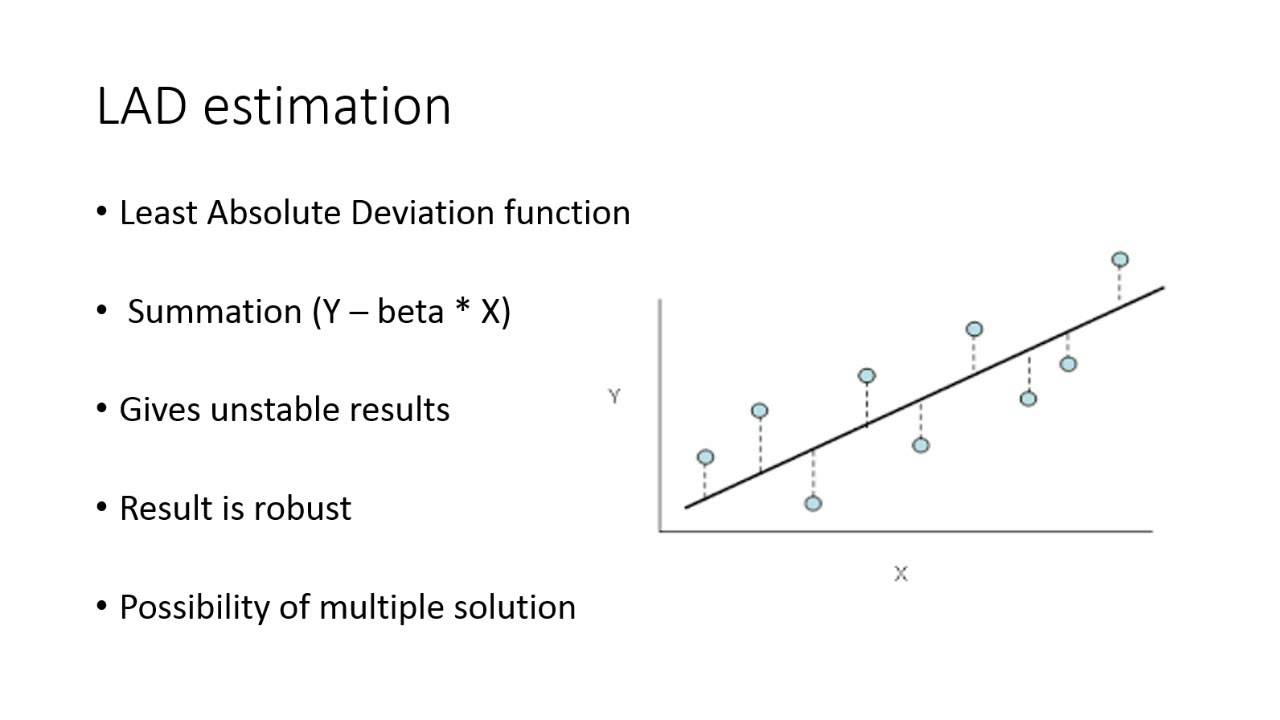 LAD estimation
• Least Absolute Deviation function
• Summation (Y – beta * X)
• Gives unstable results
• Result is robust
• Possibility of multiple solution
Y
X